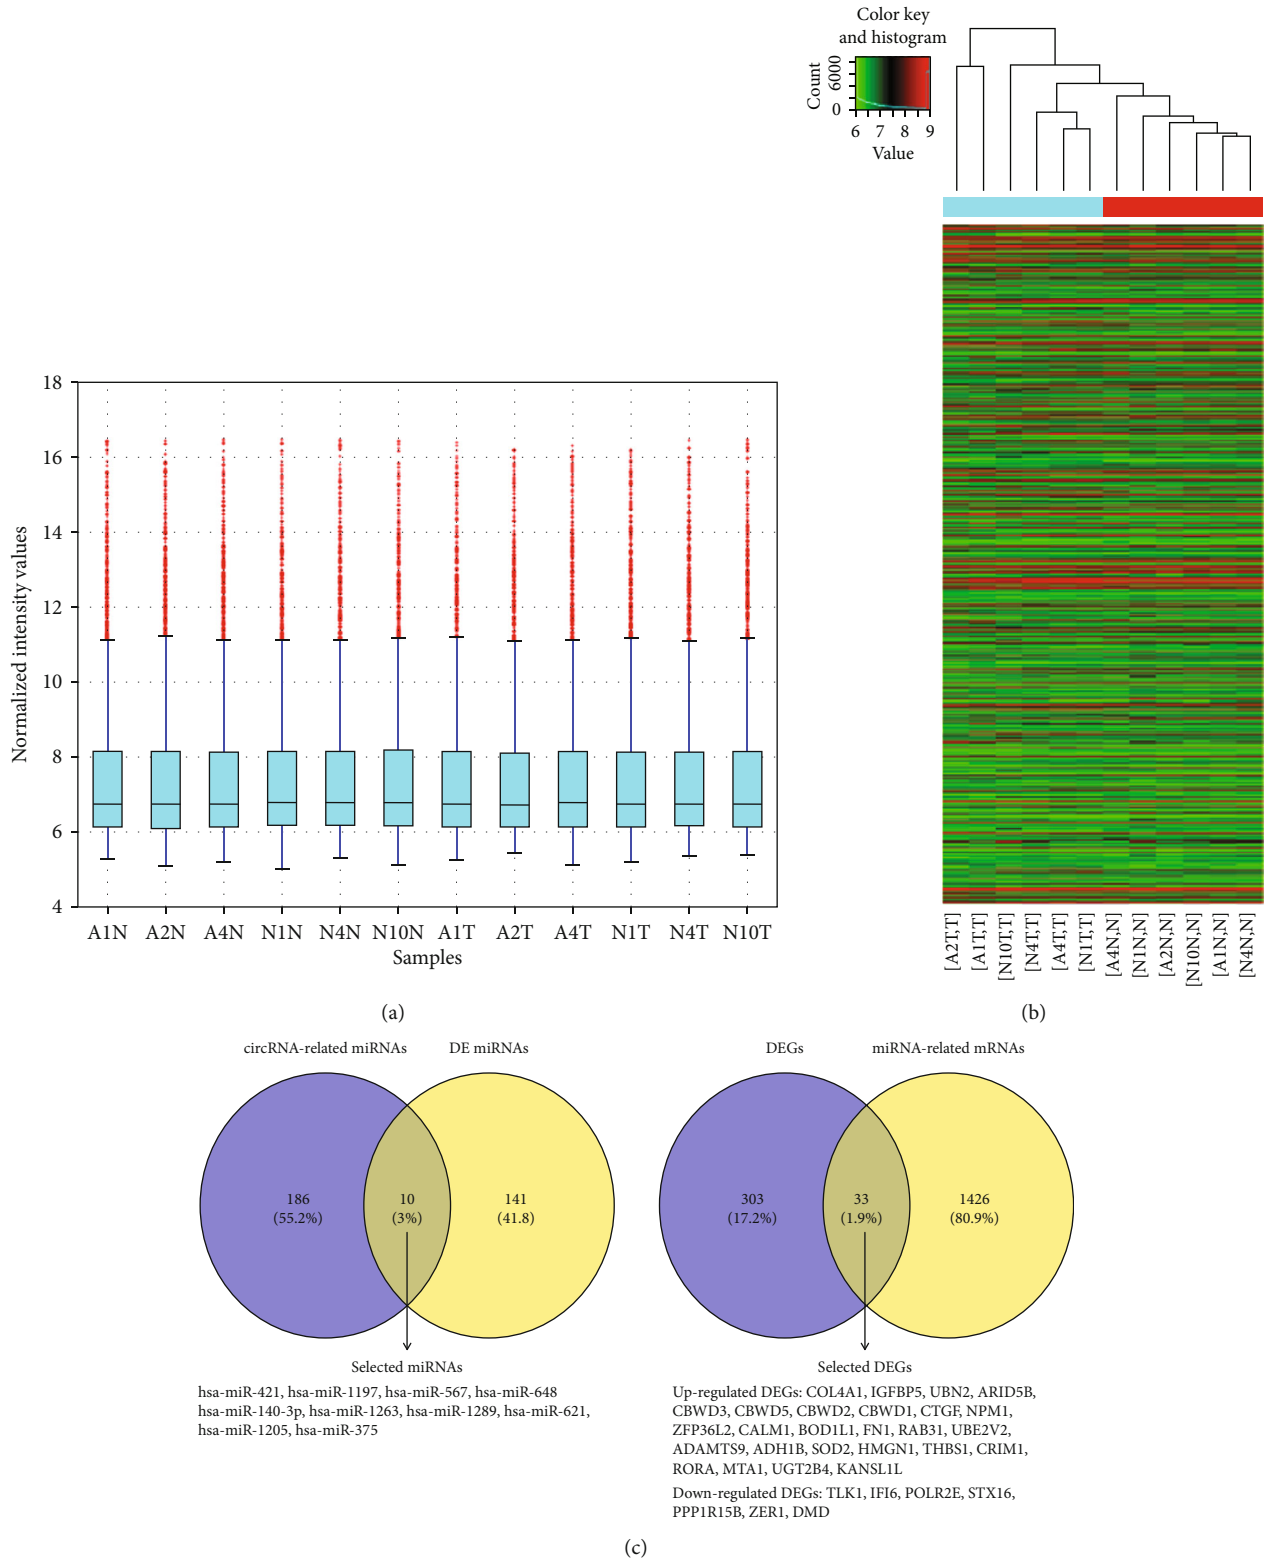 Color key
and histogram
Count
6000
0
6 7 8 9
Value
18
16
14
12
10
8
6
4
Normalized intensity values
A1N A2N A4N N1N N4N N10N A1T A2T A4T N1T N4T N10T
Samples
(a)
[A2T,T] [A1T,T] [N10T,T] [N4T,T] [A4T,T] [N1T,T] [A4N,N] [N1N,N] [A2N,N] [N10N,N] [A1N,N] [N4N,N]
(b)
circRNA-related miRNAs DE miRNAs
186
(55.2%)
10
(3%)
141
(41.8)
Selected miRNAs
hsa-miR-421, hsa-miR-1197, hsa-miR-567, hsa-miR-648
hsa-miR-140-3p, hsa-miR-1263, hsa-miR-1289, hsa-miR-621,
hsa-miR-1205, hsa-miR-375
DEGs miRNA-related mRNAs
303
(17.2%)
33
(1.9%)
1426
(80.9%)
Selected DEGs
Up-regulated DEGs: COL4A1, IGFBP5, UBN2, ARID5B,
CBWD3, CBWD5, CBWD2, CBWD1, CTGF, NPM1,
ZFP36L2, CALM1, BOD1L1, FN1, RAB31, UBE2V2,
ADAMTS9, ADH1B, SOD2, HMGN1, THBS1, CRIM1,
RORA, MTA1, UGT2B4, KANSL1L
Down-regulated DEGs: TLK1, IFI6, POLR2E, STX16,
PPP1R15B, ZER1, DMD
(c)